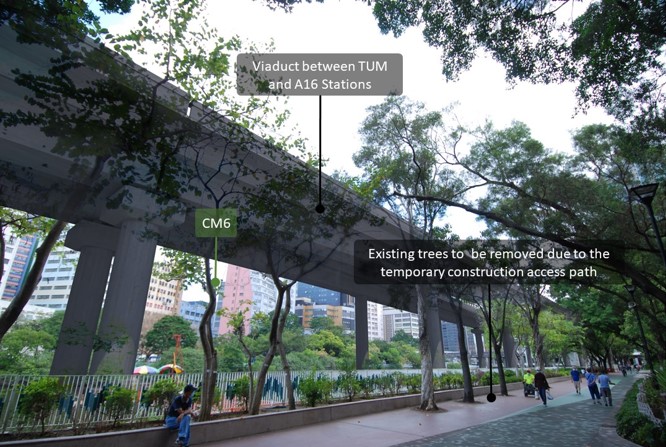 Viaduct between TUM
and A16 Stations
CM6
Existing trees to be removed due to the
temporary construction access path